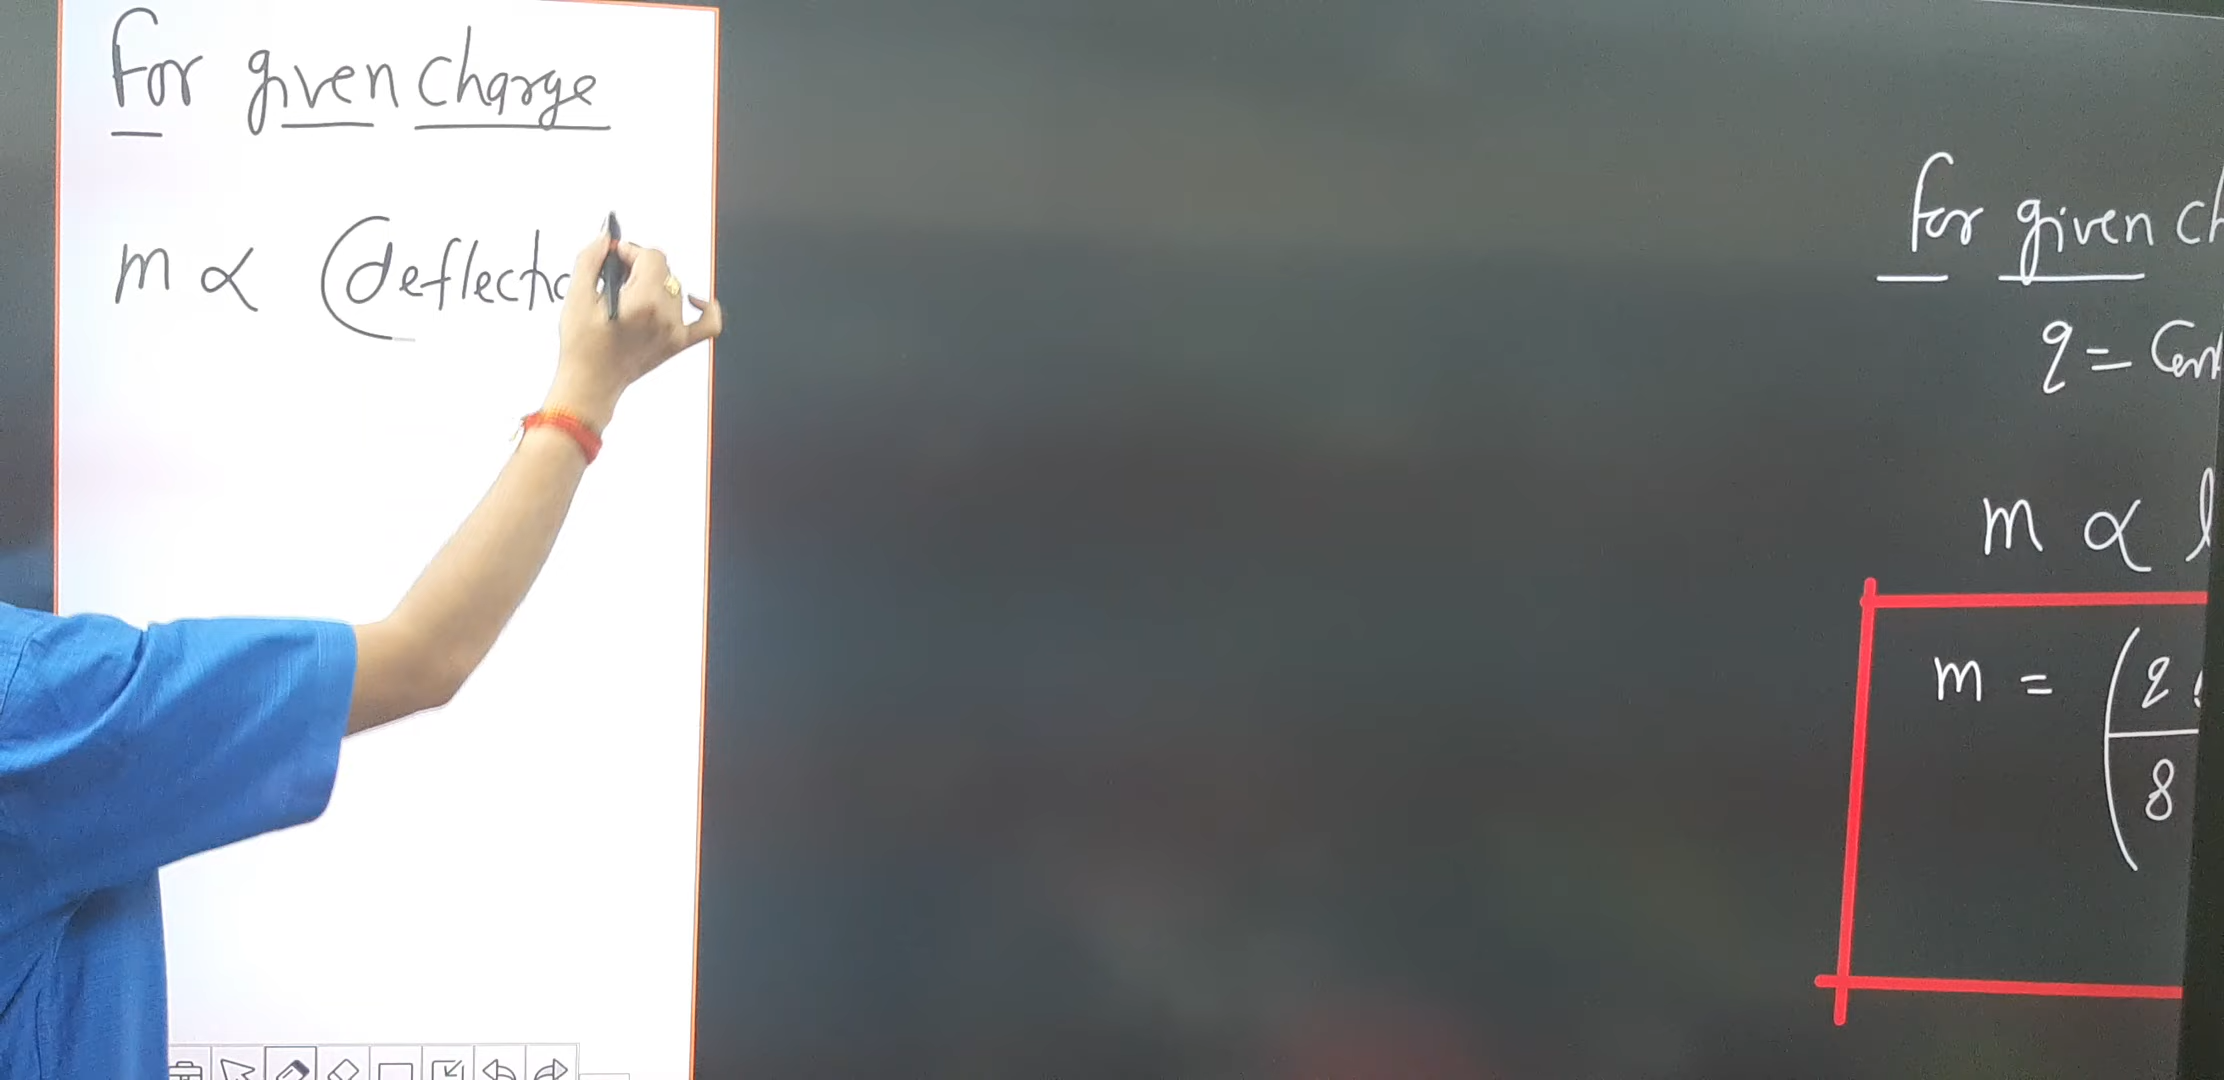 For given charge
m ∝ (deflectio
For given ch
q = Con
m ∝ l
m = (q
8